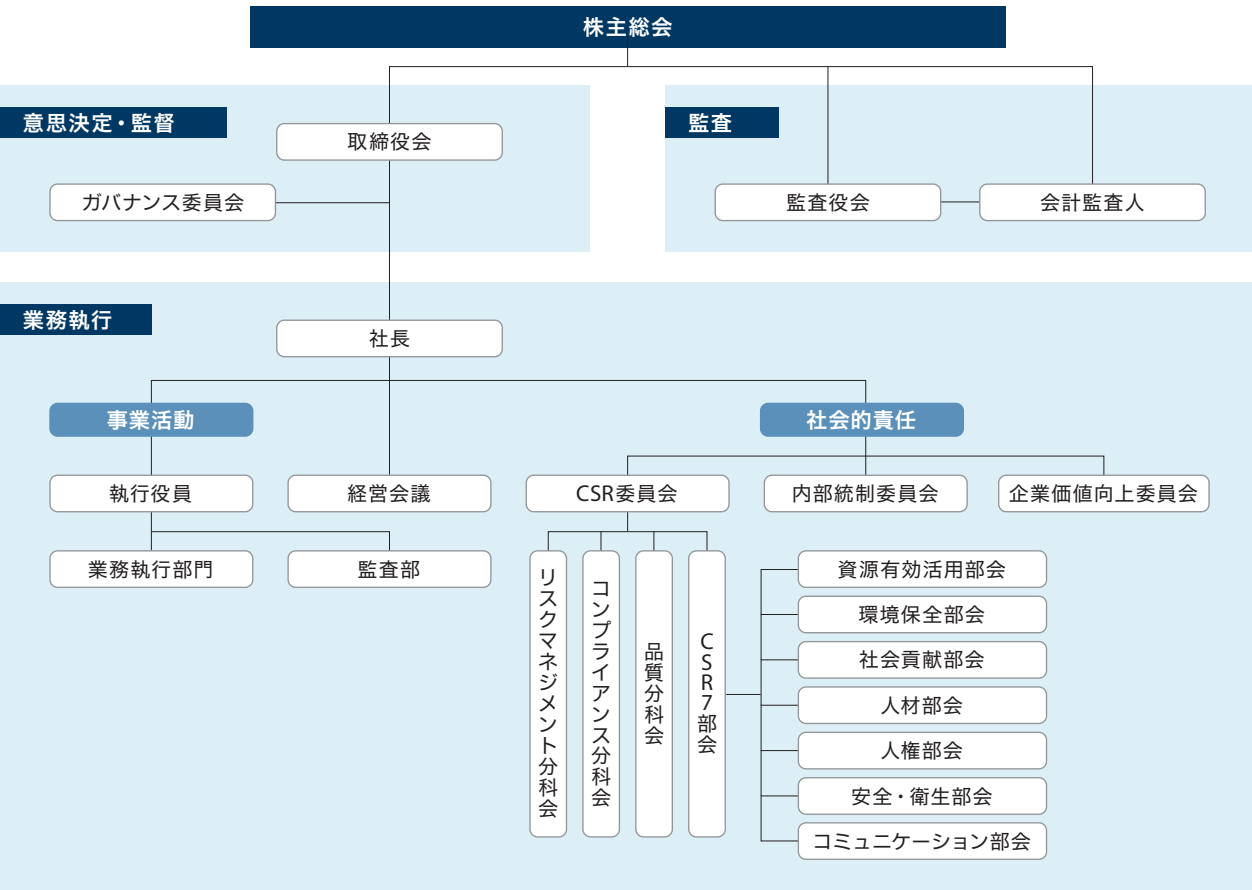 株主総会
意思決定・監督
取締役会
ガバナンス委員会
監査
監査役会
会計監査人
業務執行
社長
事業活動
社会的責任
執行役員
経営会議
CSR委員会
内部統制委員会
企業価値向上委員会
業務執行部門
監査部
リスクマネジメント分科会
コンプライアンス分科会
品質分科会
CSR7部会
資源有効活用部会
環境保全部会
社会貢献部会
人材部会
人権部会
安全・衛生部会
コミュニケーション部会